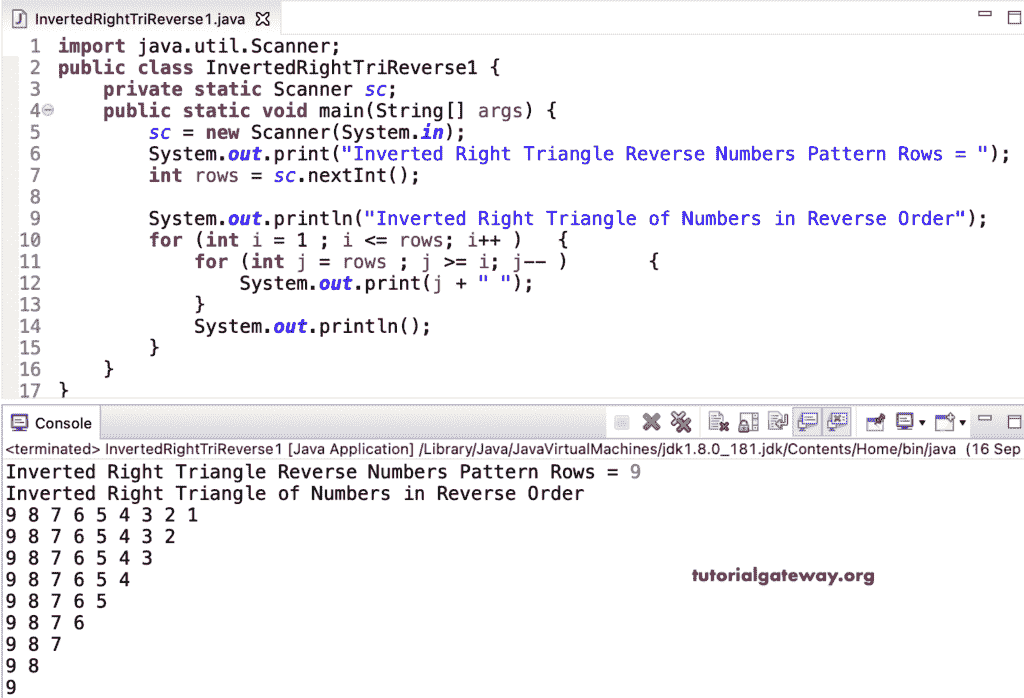 InvertedRightTriReverse1.java
1 import java.util.Scanner;
2 public class InvertedRightTriReverse1 {
3     private static Scanner sc;
4     public static void main(String[] args) {
5         sc = new Scanner(System.in);
6         System.out.print("Inverted Right Triangle Reverse Numbers Pattern Rows = ");
7         int rows = sc.nextInt();
8
9         System.out.println("Inverted Right Triangle of Numbers in Reverse Order");
10         for (int i = 1 ; i <= rows; i++ )   {
11             for (int j = rows ; j >= i; j-- )       {
12                 System.out.print(j + " ");
13             }
14             System.out.println();
15         }
16     }
17 }
Console
<terminated> InvertedRightTriReverse1 [Java Application] /Library/Java/JavaVirtualMachines/jdk1.8.0_181.jdk/Contents/Home/bin/java (16 Sep
Inverted Right Triangle Reverse Numbers Pattern Rows = 9
Inverted Right Triangle of Numbers in Reverse Order
9 8 7 6 5 4 3 2 1
9 8 7 6 5 4 3 2
9 8 7 6 5 4 3
9 8 7 6 5 4
tutorialgateway.org
9 8 7 6 5
9 8 7 6
9 8 7
9 8
9